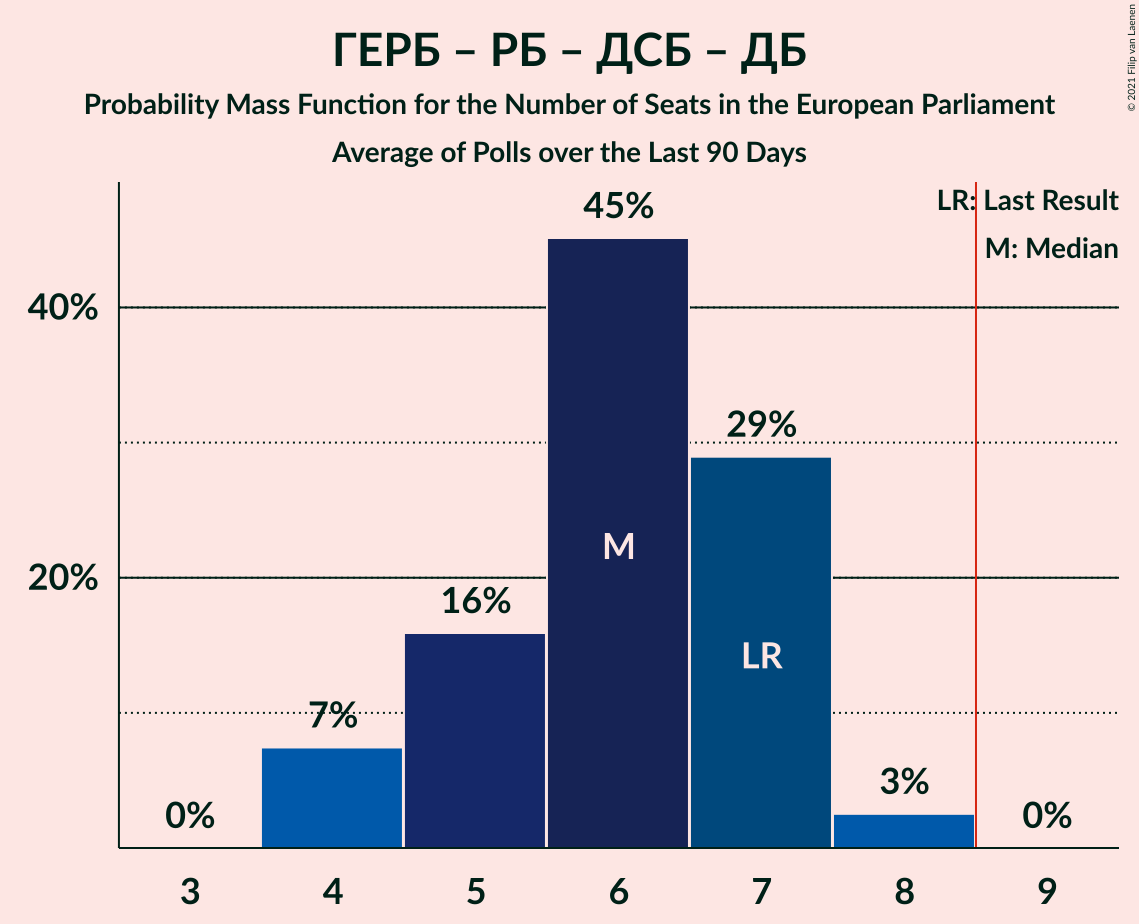 ГЕРБ – РБ – ДСБ – ДБ
Probability Mass Function for the Number of Seats in the European Parliament
Average of Polls over the Last 90 Days
© 2021 Filip van Laenen
LR: Last Result
M: Median
45%
40%
29%
M
20%
16%
LR
7%
3%
0%
0%
3 4 5 6 7 8 9